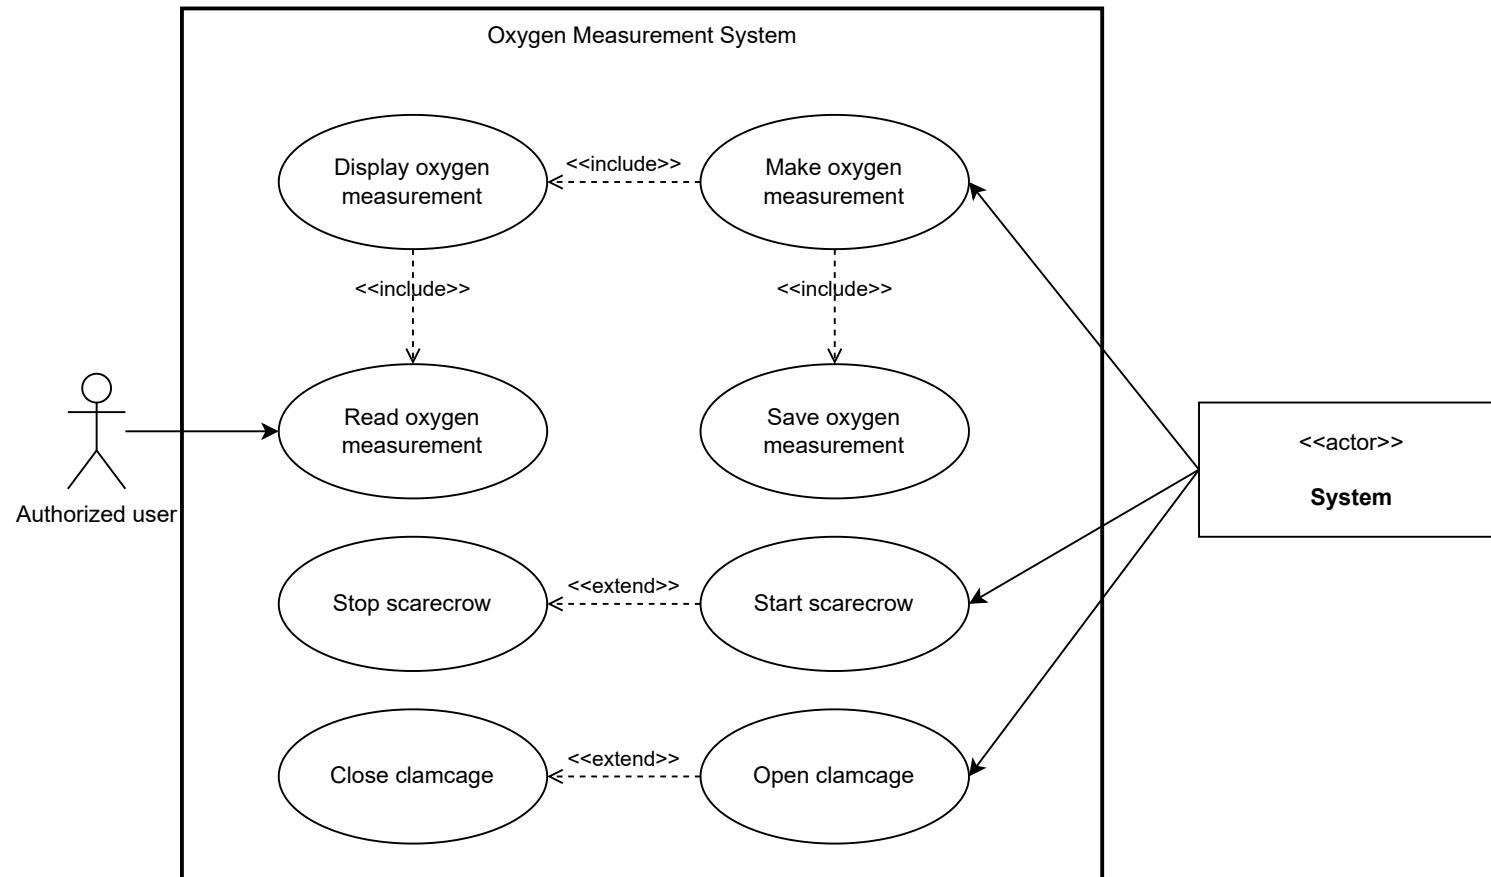 Oxygen Measurement System
Display oxygen
measurement
<<include>>
Make oxygen
measurement
<<include>>
<<include>>
Read oxygen
measurement
Save oxygen
measurement
Authorized user
<<actor>>
System
Stop scarecrow
<<extend>>
Start scarecrow
Close clamcage
<<extend>>
Open clamcage